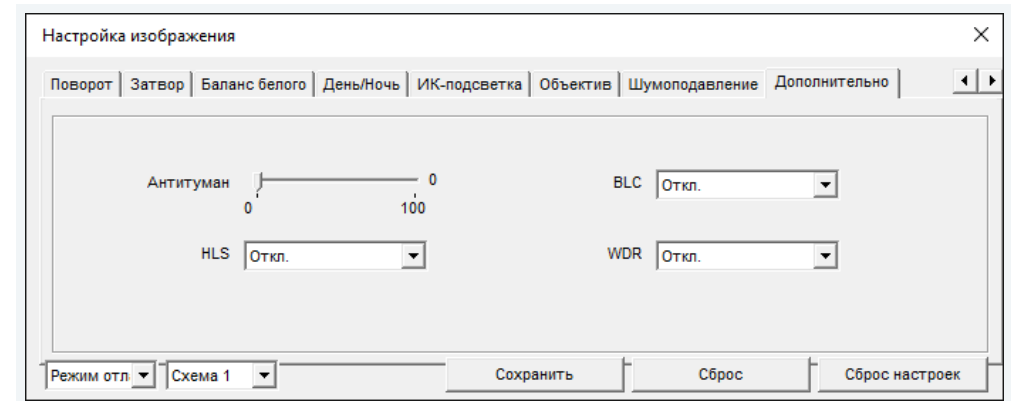 Настройка изображения
Поворот Затвор Баланс белого День/Ночь ИК-подсветка Объектив Шумоподавление Дополнительно
Антитуман 0 BLC Откл.
0 100
HLS Откл. WDR Откл.
Режим отл Схема 1 Сохранить Сброс Сброс настроек